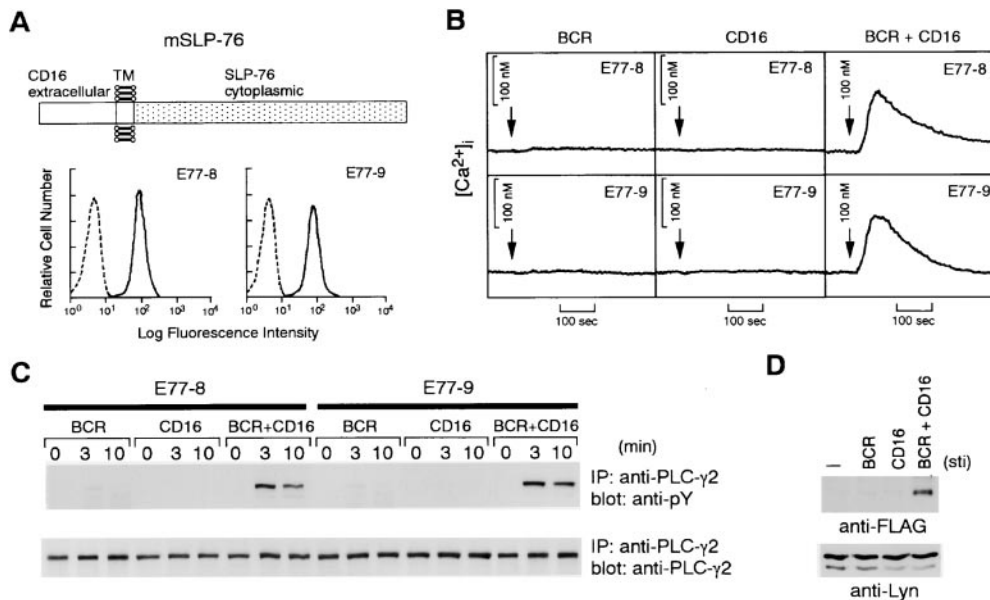 A
mSLP-76
CD16 extracellular
TM
SLP-76 cytoplasmic
E77-8
E77-9
Relative Cell Number
10⁰ 10¹ 10² 10³ 10⁴
10⁰ 10¹ 10² 10³ 10⁴
Log Fluorescence Intensity
B
BCR CD16 BCR + CD16
[Ca²⁺]i
100 nM E77-8
100 nM E77-8
100 nM E77-8
100 nM E77-9
100 nM E77-9
100 nM E77-9
100 sec 100 sec 100 sec
C
E77-8 E77-9
BCR CD16 BCR+CD16 BCR CD16 BCR+CD16
0 3 10 0 3 10 0 3 10 0 3 10 0 3 10 0 3 10 (min)
IP: anti-PLC-γ2
blot: anti-pY
IP: anti-PLC-γ2
blot: anti-PLC-γ2
D
– BCR CD16 BCR + CD16 (sti)
anti-FLAG
anti-Lyn